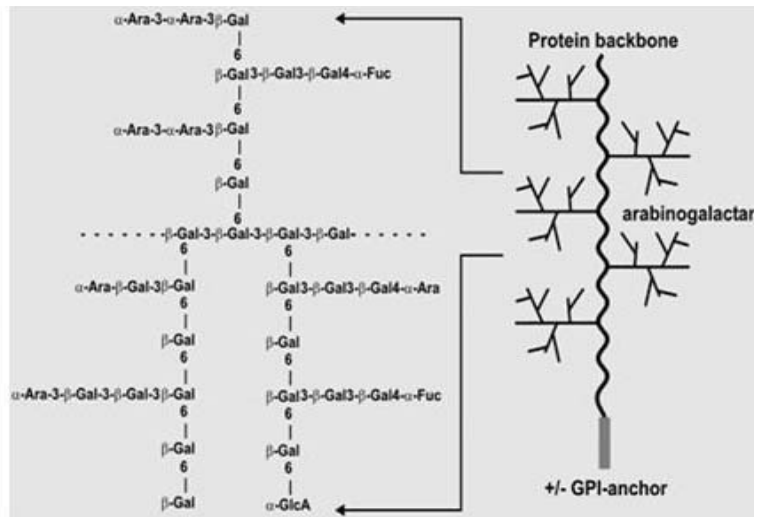 α-Ara-3-α-Ara-3β-Gal
6
β-Gal3-β-Gal3-β-Gal4-α-Fuc
6
α-Ara-3-α-Ara-3β-Gal
6
β-Gal
6
β-Gal-3-β-Gal-3-β-Gal-3-β-Gal
6 6
α-Ara-β-Gal-3β-Gal β-Gal3-β-Gal3-β-Gal4-α-Ara
6 6
β-Gal β-Gal
6 6
α-Ara-3-β-Gal-3-β-Gal-3β-Gal β-Gal3-β-Gal3-β-Gal4-α-Fuc
6 6
β-Gal β-Gal
6 6
β-Gal α-GlcA
Protein backbone
arabinogalactan
+/- GPI-anchor